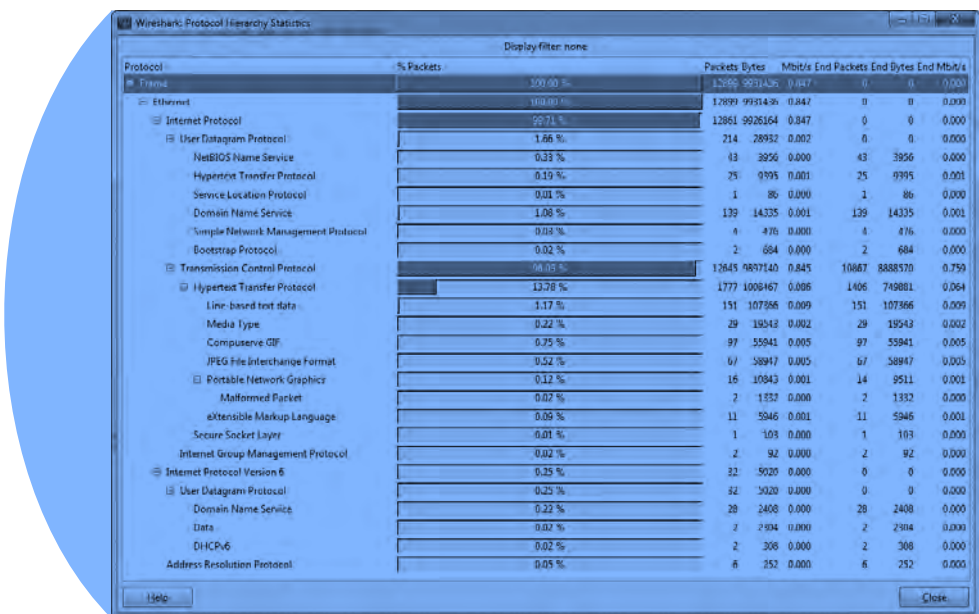 Wireshark: Protocol Hierarchy Statistics
Display filter: none
Protocol % Packets Packets Bytes Mbit/s End Packets End Bytes End Mbit/s
Frame 100.00 % 12899 9931436 0.847 0 0 0.000
Ethernet 100.00 % 12899 9931436 0.847 0 0 0.000
Internet Protocol 99.71 % 12861 9926164 0.847 0 0 0.000
User Datagram Protocol 1.66 % 214 28932 0.002 0 0 0.000
NetBIOS Name Service 0.33 % 43 3956 0.000 43 3956 0.000
Hypertext Transfer Protocol 0.19 % 25 9395 0.001 25 9395 0.001
Service Location Protocol 0.01 % 1 86 0.000 1 86 0.000
Domain Name Service 1.08 % 139 14335 0.001 139 14335 0.001
Simple Network Management Protocol 0.03 % 4 476 0.000 4 476 0.000
Bootstrap Protocol 0.02 % 2 684 0.000 2 684 0.000
Transmission Control Protocol 98.03 % 12645 9897140 0.845 10867 8888570 0.759
Hypertext Transfer Protocol 13.78 % 1777 1008467 0.086 1406 749881 0.064
Line-based text data 1.17 % 151 107366 0.009 151 107366 0.009
Media Type 0.22 % 29 19543 0.002 29 19543 0.002
Compuserve GIF 0.75 % 97 55941 0.005 97 55941 0.005
JPEG File Interchange Format 0.52 % 67 58947 0.005 67 58947 0.005
Portable Network Graphics 0.12 % 16 10843 0.001 14 9511 0.001
Malformed Packet 0.02 % 2 1332 0.000 2 1332 0.000
eXtensible Markup Language 0.09 % 11 5946 0.001 11 5946 0.001
Secure Socket Layer 0.01 % 1 103 0.000 1 103 0.000
Internet Group Management Protocol 0.02 % 2 92 0.000 2 92 0.000
Internet Protocol Version 6 0.25 % 32 5020 0.000 0 0 0.000
User Datagram Protocol 0.25 % 32 5020 0.000 0 0 0.000
Domain Name Service 0.22 % 28 2408 0.000 28 2408 0.000
Data 0.02 % 2 2304 0.000 2 2304 0.000
DHCPv6 0.02 % 2 308 0.000 2 308 0.000
Address Resolution Protocol 0.05 % 6 252 0.000 6 252 0.000
Help Close